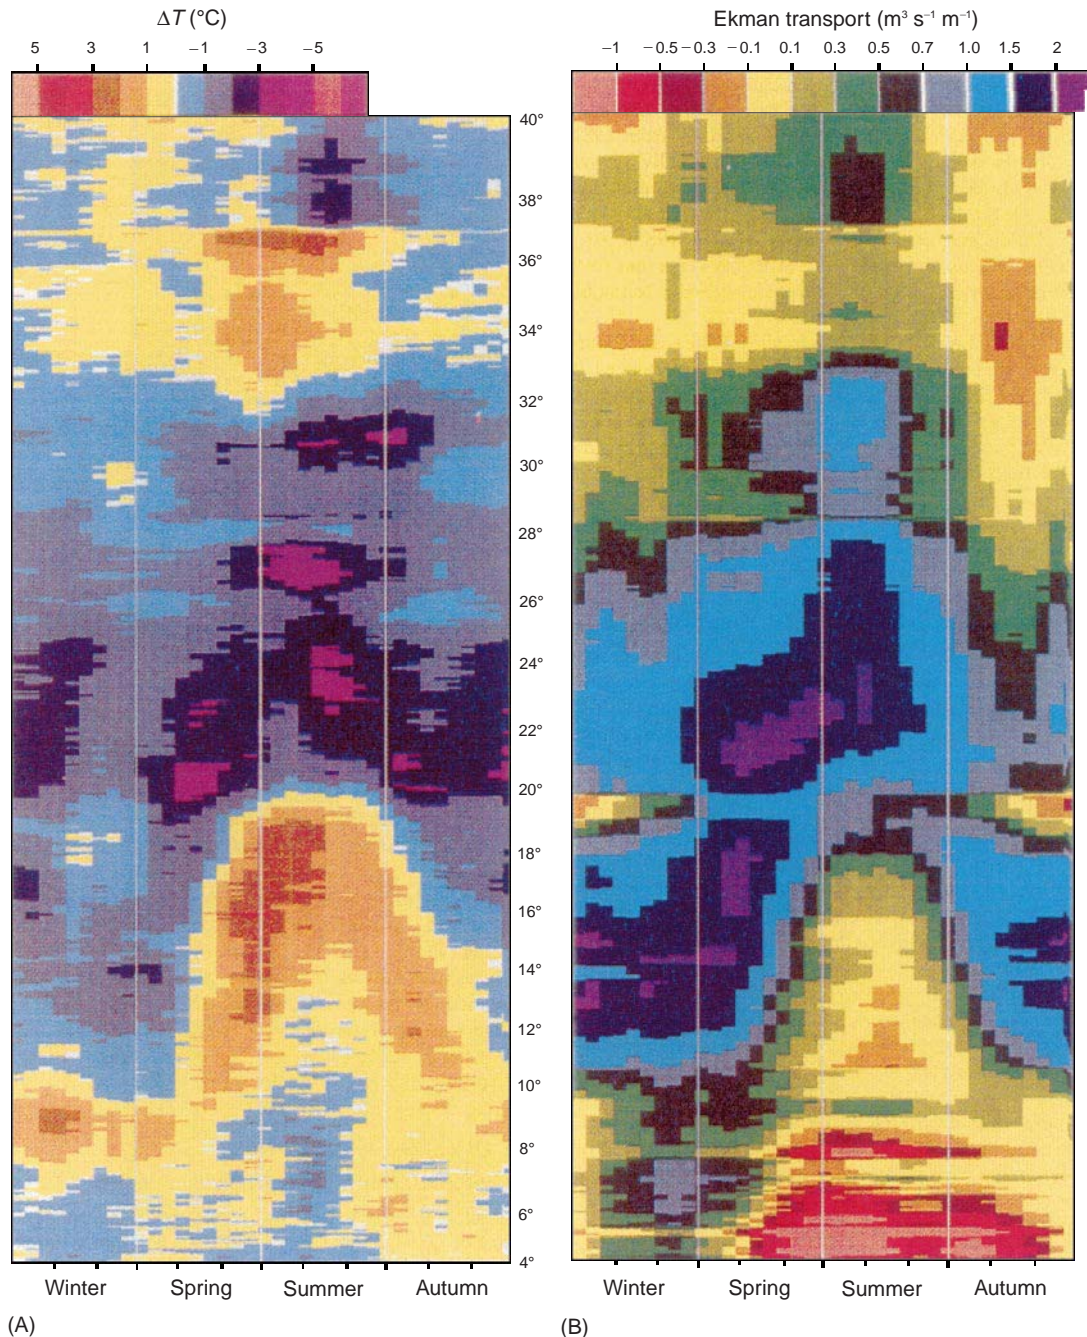 ΔT (°C)
5 3 1 −1 −3 −5
Ekman transport (m³ s⁻¹ m⁻¹)
−1 −0.5 −0.3 −0.1 0.1 0.3 0.5 0.7 1.0 1.5 2
40°
38°
36°
34°
32°
30°
28°
26°
24°
22°
20°
18°
16°
14°
12°
10°
8°
6°
4°
Winter Spring Summer Autumn
Winter Spring Summer Autumn
(A)
(B)